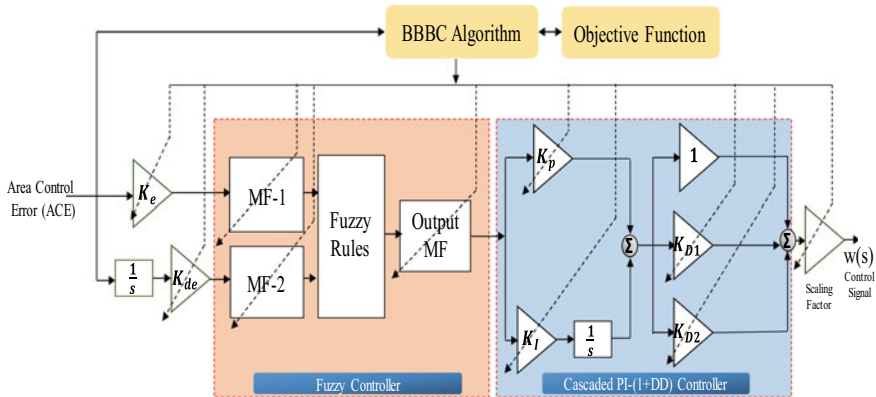 BBBC Algorithm
Objective Function
Area Control
Error (ACE)
K_e
1/s
K_de
MF-1
MF-2
Fuzzy
Rules
Output
MF
K_p
K_I
1/s
Σ
1
K_D1
K_D2
Σ
Scaling
Factor
w(s)
Control
Signal
Fuzzy Controller
Cascaded PI-(1+DD) Controller